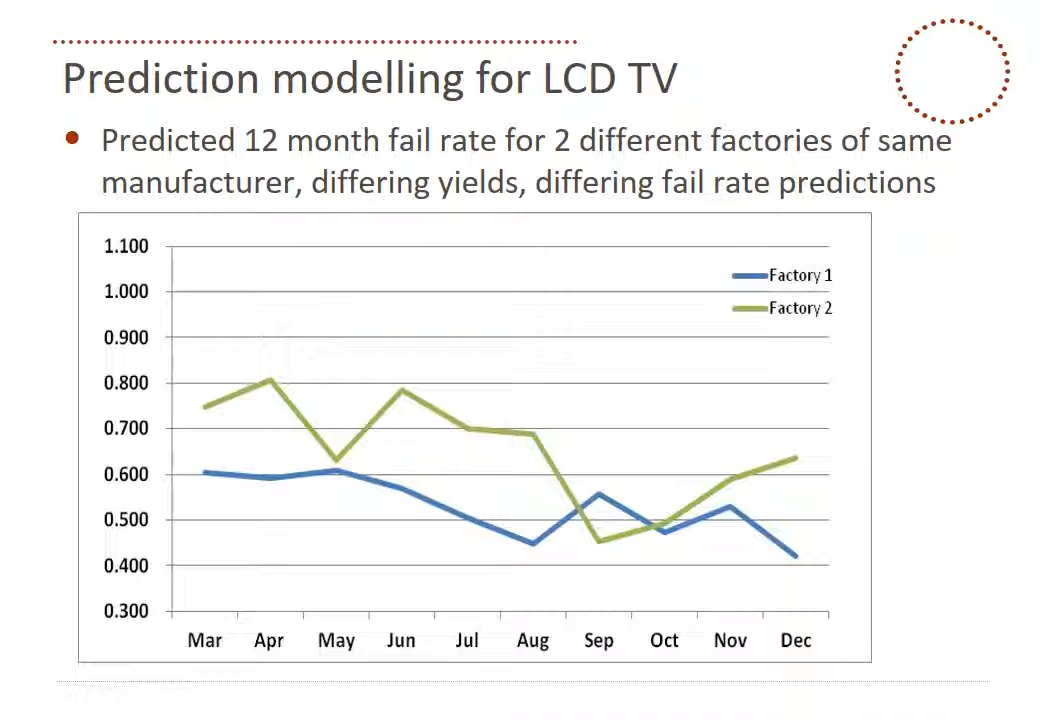 Prediction modelling for LCD TV
Predicted 12 month fail rate for 2 different factories of same
manufacturer, differing yields, differing fail rate predictions
1.100
Factory 1
1.000
Factory 2
0.900
0.800
0.700
0.600
0.500
0.400
0.300
Mar Apr May Jun Jul Aug Sep Oct Nov Dec